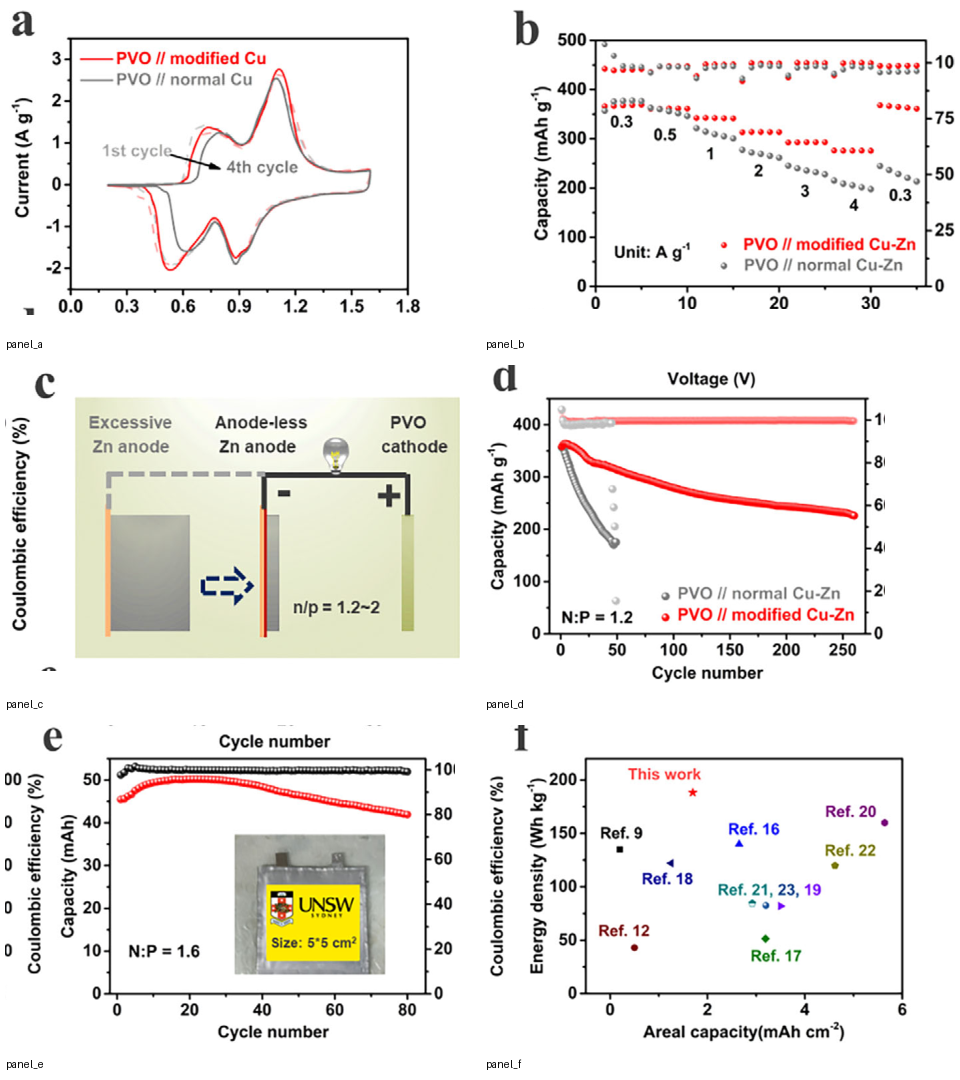 a
PVO // modified Cu
PVO // normal Cu
1st cycle
4th cycle
Current (A g-1)
3
2
1
0
-1
-2
0.0 0.3 0.6 0.9 1.2 1.5 1.8
panel_a
b
Capacity (mAh g-1)
500
400
300
200
100
0
100
75
50
25
0
0.3
0.5
1
2
3
4
0.3
Unit: A g-1
PVO // modified Cu-Zn
PVO // normal Cu-Zn
0 10 20 30
panel_b
c
Coulombic efficiency (%)
Excessive
Zn anode
Anode-less
Zn anode
PVO
cathode
-
+
n/p = 1.2~2
panel_c
d
Voltage (V)
Capacity (mAh g-1)
400
300
200
100
0
80
60
40
20
0
PVO // normal Cu-Zn
PVO // modified Cu-Zn
N:P = 1.2
0 50 100 150 200 250
Cycle number
panel_d
e
Cycle number
Coulombic efficiency (%)
Capacity (mAh)
50
40
30
20
10
0
80
60
40
20
0
UNSW
SYDNEY
Size: 5*5 cm2
N:P = 1.6
0 20 40 60 80
Cycle number
panel_e
f
Coulombic efficiency (%)
Energy density (Wh kg-1)
200
150
100
50
0
This work
Ref. 9
Ref. 16
Ref. 20
Ref. 18
Ref. 22
Ref. 21, 23, 19
Ref. 12
Ref. 17
0 2 4 6
Areal capacity(mAh cm-2)
panel_f